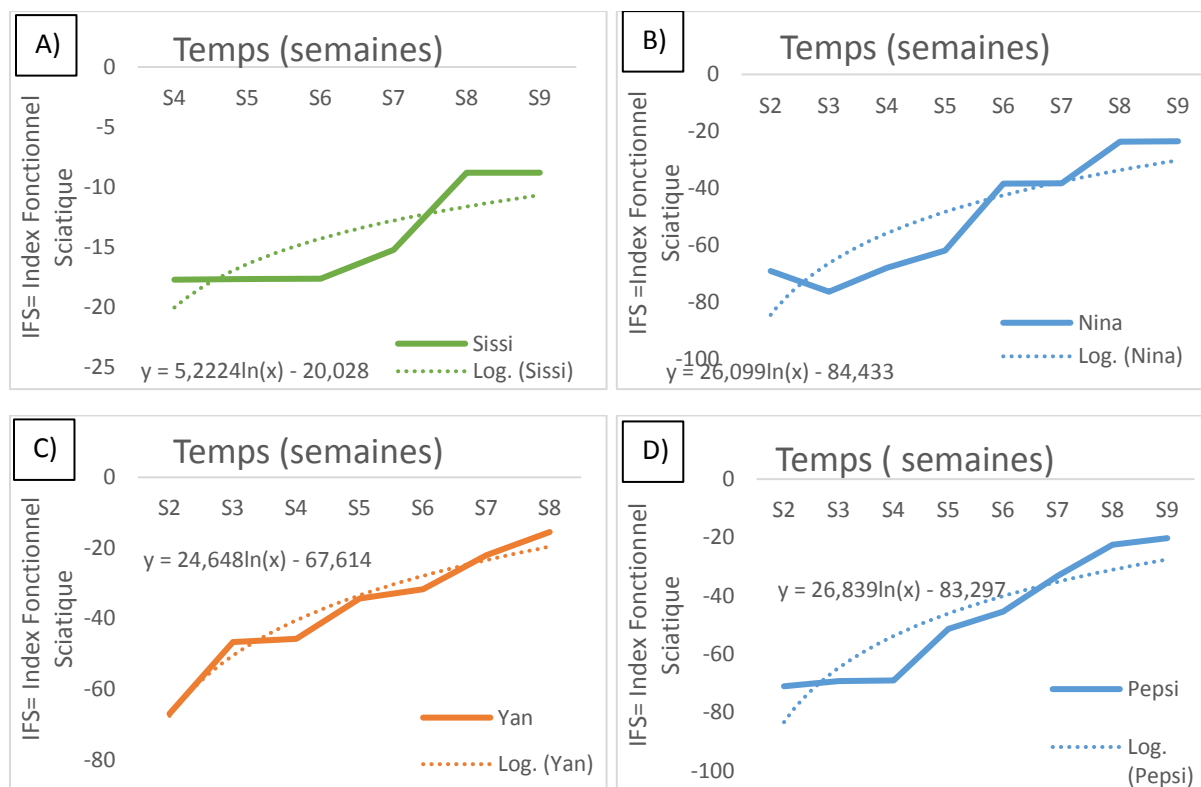 A)
Temps (semaines)
0
-5
-10
-15
-20
-25
S4 S5 S6 S7 S8 S9
IFS= Index Fonctionnel
Sciatique
Sissi
Log. (Sissi)
y = 5,2224ln(x) - 20,028
B)
Temps (semaines)
0
-20
-40
-60
-80
-100
S2 S3 S4 S5 S6 S7 S8 S9
IFS =Index Fonctionnel
Sciatique
Nina
Log. (Nina)
y = 26,099ln(x) - 84,433
C)
Temps (semaines)
0
-20
-40
-60
-80
S2 S3 S4 S5 S6 S7 S8
IFS= Index Fonctionnel
Sciatique
y = 24,648ln(x) - 67,614
Yan
Log. (Yan)
D)
Temps ( semaines)
0
-20
-40
-60
-80
-100
S2 S3 S4 S5 S6 S7 S8 S9
IFS= Index Fonctionnel
Sciatique
y = 26,839ln(x) - 83,297
Pepsi
Log.
(Pepsi)